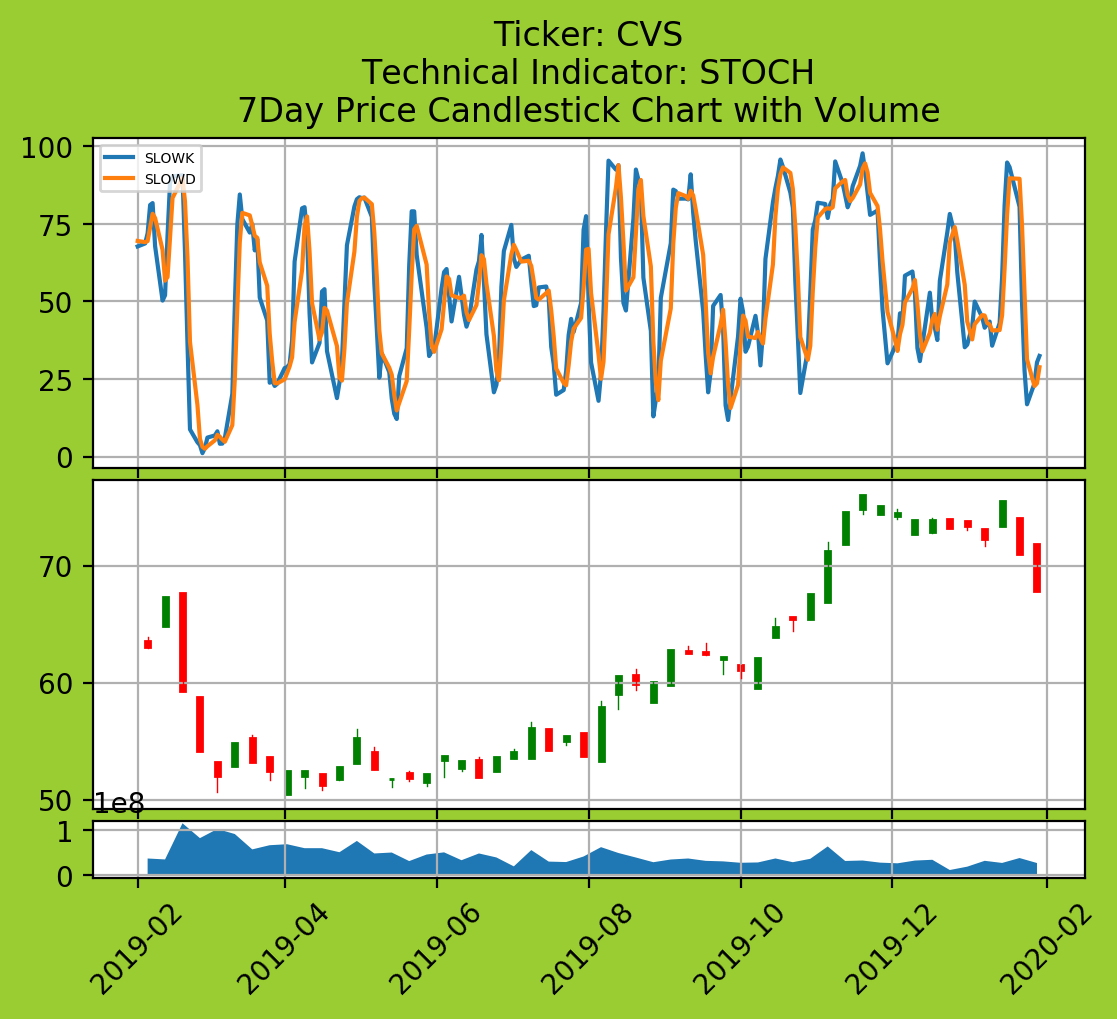 Ticker: CVS
Technical Indicator: STOCH
7Day Price Candlestick Chart with Volume
100
75
50
25
0
SLOWK
SLOWD
70
60
50
1e8
1
0
2019-02
2019-04
2019-06
2019-08
2019-10
2019-12
2020-02